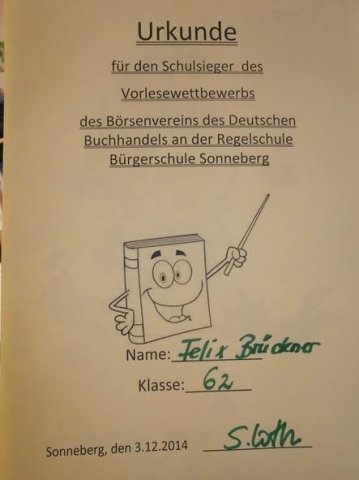 Urkunde
für den Schulsieger des
Vorlesewettbewerbs
des Börsenvereins des Deutschen
Buchhandels an der Regelschule
Bürgerschule Sonneberg
Name: Felix Brückner
Klasse: 62
Sonneberg, den 3.12.2014